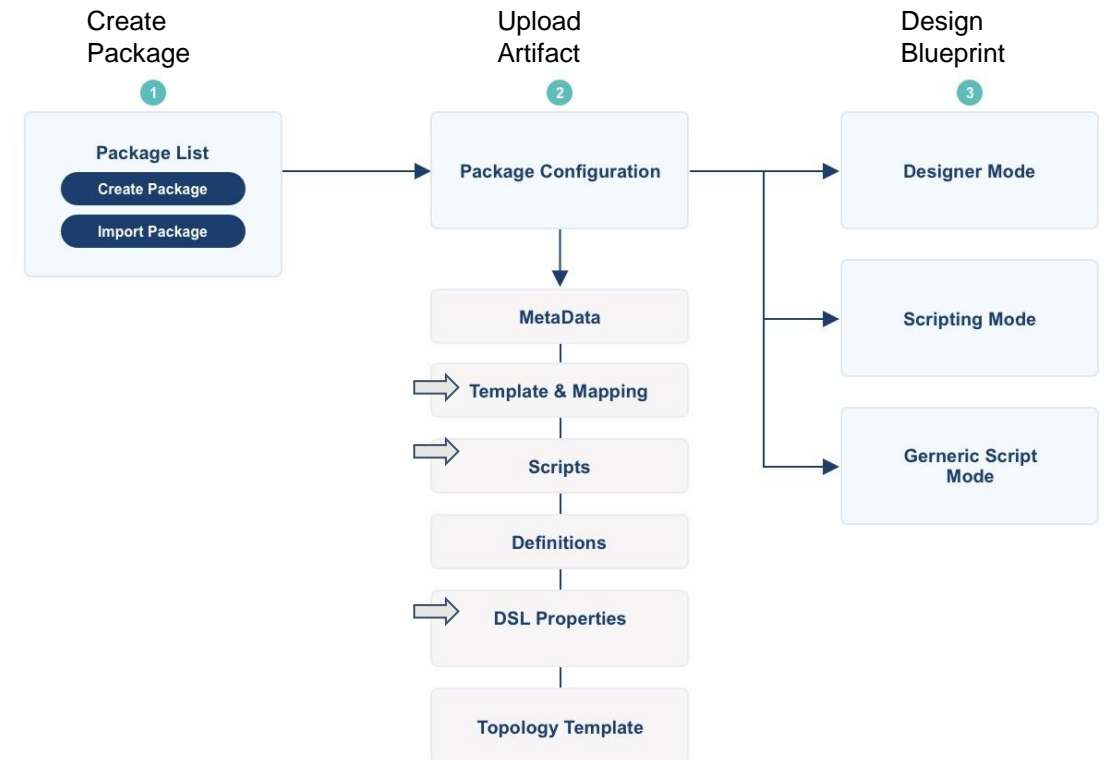 Create
Package
Upload
Artifact
Design
Blueprint
1
2
3
Package List
Create Package
Import Package
Package Configuration
Designer Mode
MetaData
Scripting Mode
Template & Mapping
Scripts
Gerneric Script
Mode
Definitions
DSL Properties
Topology Template